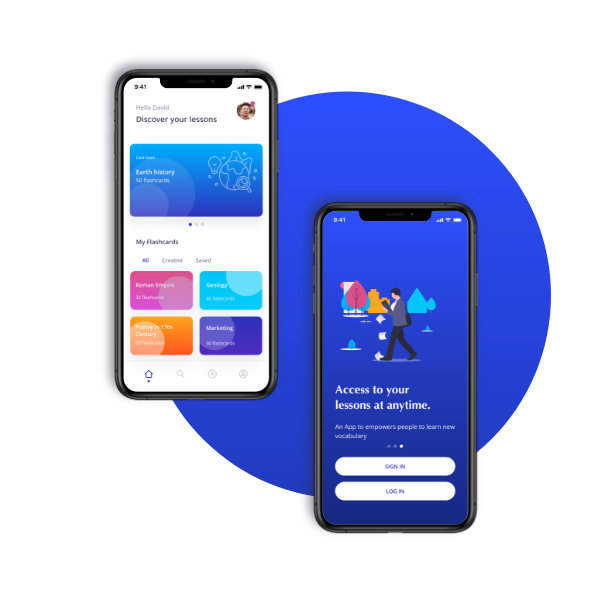 9:41
Hello David
Discover your lessons
Last seen
Earth history
50 flashcards
My Flashcards
All Created Saved
Roman Empire
32 flashcards
Geology
40 flashcards
Poetry in 17th
Century
50 flashcards
Marketing
50 flashcards
9:41
Access to your
lessons at anytime.
An App to empowers people to learn new
vocabulary
SIGN IN
LOG IN